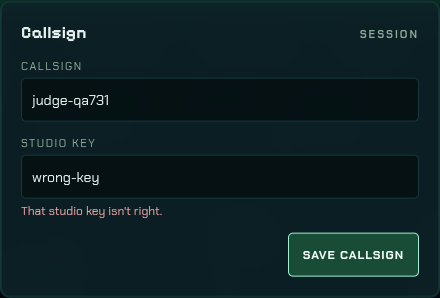 Callsign
SESSION
CALLSIGN
judge-qa731
STUDIO KEY
wrong-key
That studio key isn't right.
SAVE CALLSIGN